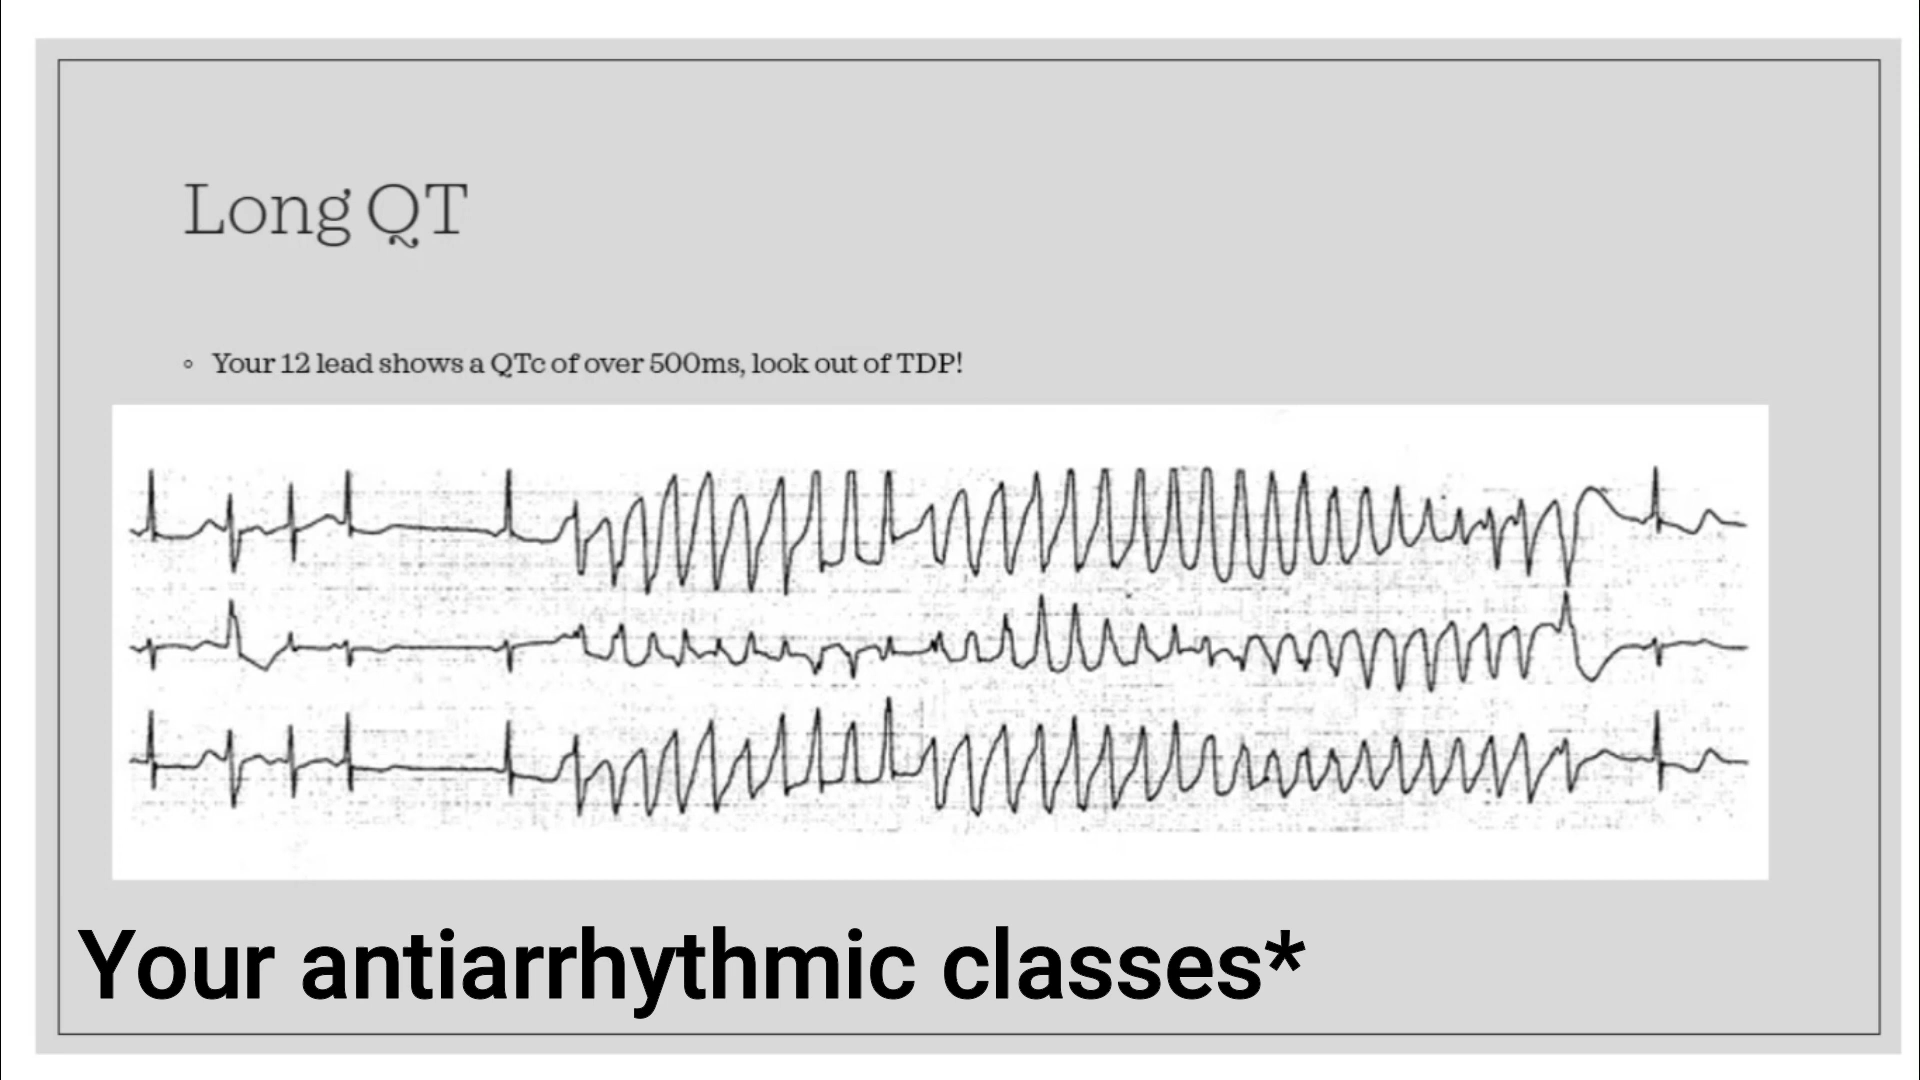 Long QT
◦ Your 12 lead shows a QTc of over 500ms, look out of TDP!
Your antiarrhythmic classes*